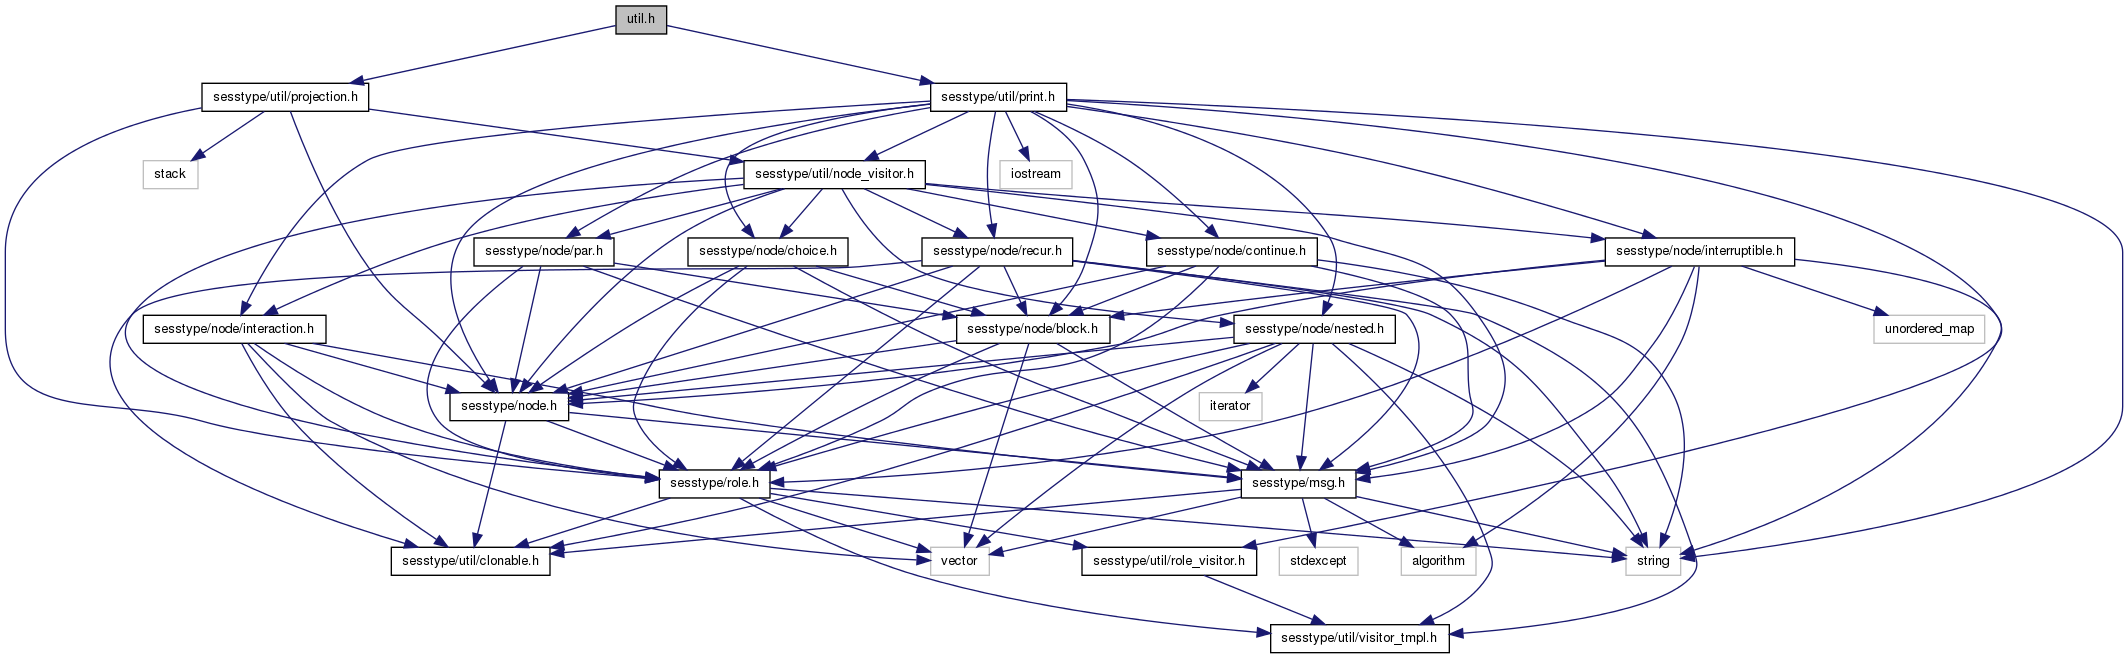 util.h
sesstype/util/projection.h
sesstype/util/print.h
stack
sesstype/util/node_visitor.h
iostream
sesstype/node/par.h
sesstype/node/choice.h
sesstype/node/recur.h
sesstype/node/continue.h
sesstype/node/interruptible.h
sesstype/node/interaction.h
sesstype/node/block.h
sesstype/node/nested.h
unordered_map
sesstype/node.h
iterator
sesstype/role.h
sesstype/msg.h
sesstype/util/clonable.h
vector
sesstype/util/role_visitor.h
stdexcept
algorithm
string
sesstype/util/visitor_tmpl.h